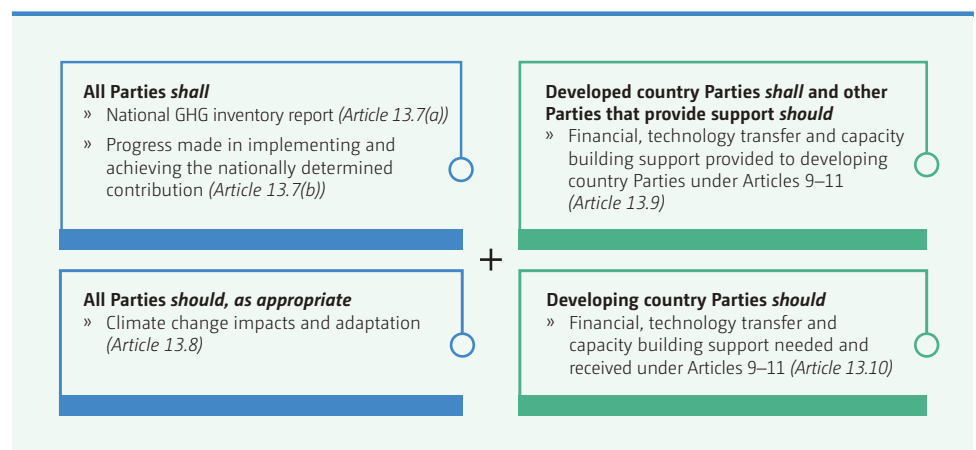 All Parties shall
» National GHG inventory report (Article 13.7(a))
» Progress made in implementing and
achieving the nationally determined
contribution (Article 13.7(b))
Developed country Parties shall and other
Parties that provide support should
» Financial, technology transfer and capacity
building support provided to developing
country Parties under Articles 9–11
(Article 13.9)
+
All Parties should, as appropriate
» Climate change impacts and adaptation
(Article 13.8)
Developing country Parties should
» Financial, technology transfer and
capacity building support needed and
received under Articles 9–11 (Article 13.10)